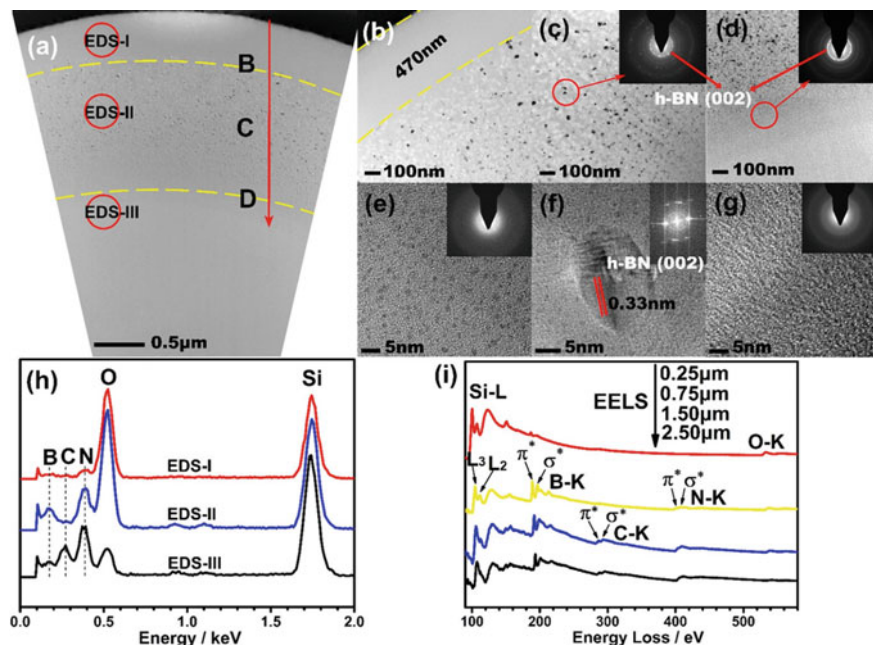 (a)
EDS-I
B
EDS-II
C
D
EDS-III
0.5μm
(b)
470nm
100nm
(c)
100nm
(d)
h-BN (002)
100nm
(e)
5nm
(f)
h-BN (002)
0.33nm
5nm
(g)
5nm
(h)
O
Si
B C N
EDS-I
EDS-II
EDS-III
0.0 0.5 1.0 1.5 2.0
Energy / keV
(i)
Si-L
EELS
0.25μm
0.75μm
1.50μm
2.50μm
O-K
L³ L²
π* σ*
B-K
π* σ*
N-K
π* σ*
C-K
100 200 300 400 500
Energy Loss / eV